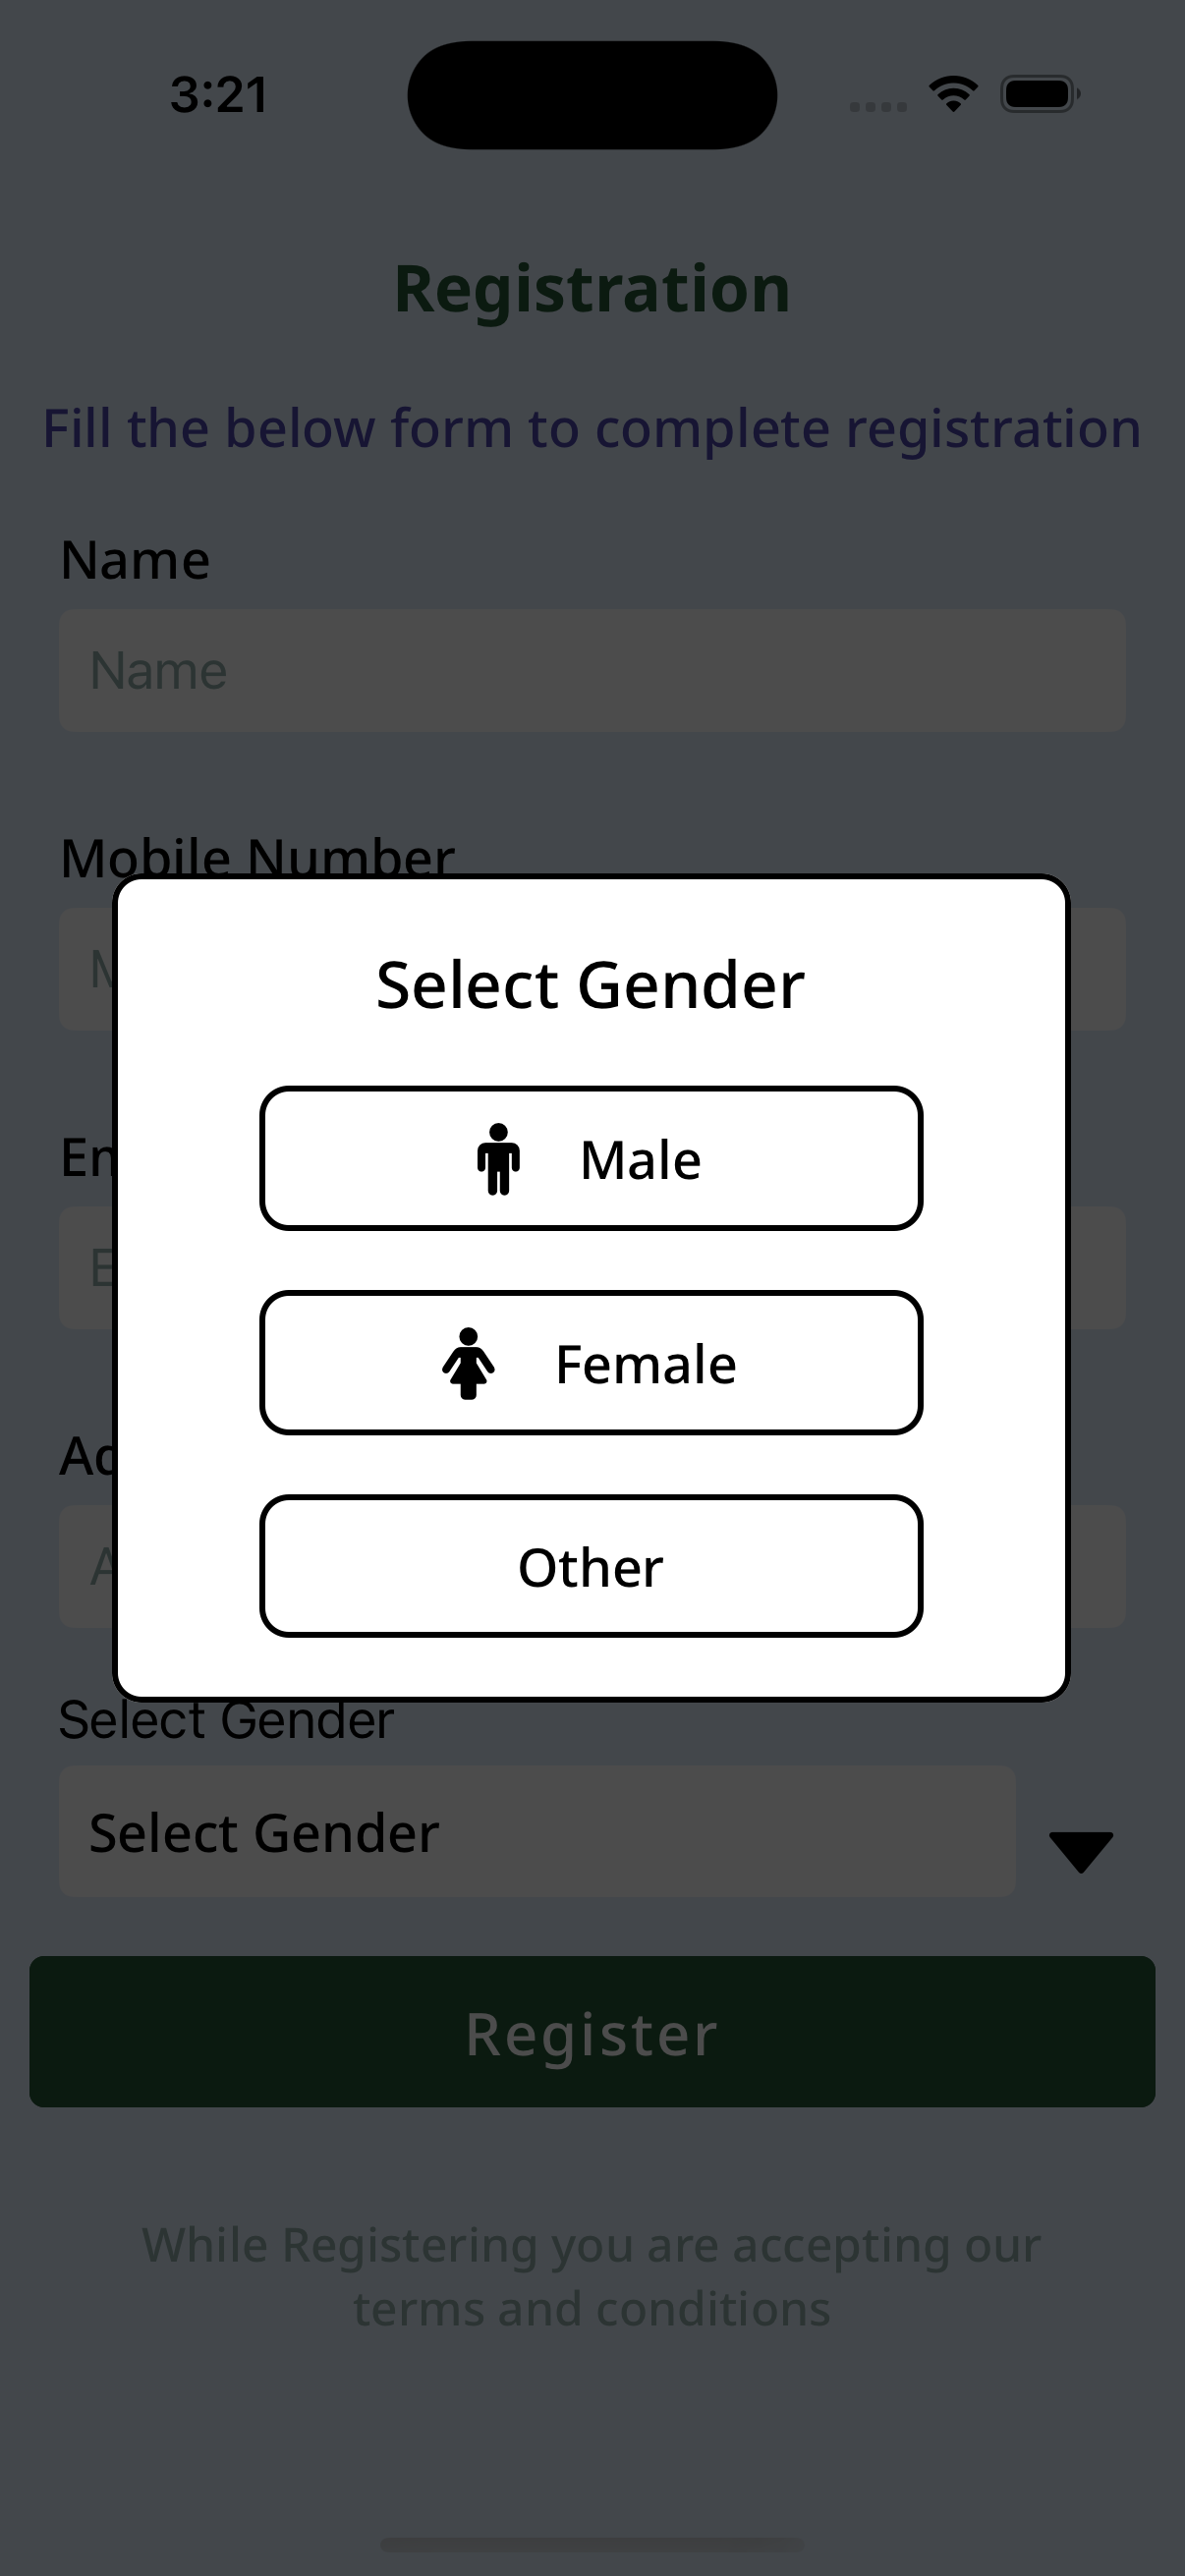 3:21
Registration
Fill the below form to complete registration
Name
Name
Mobile Number
Select Gender
Male
Female
Other
Select Gender
Select Gender
Register
While Registering you are accepting our
terms and conditions